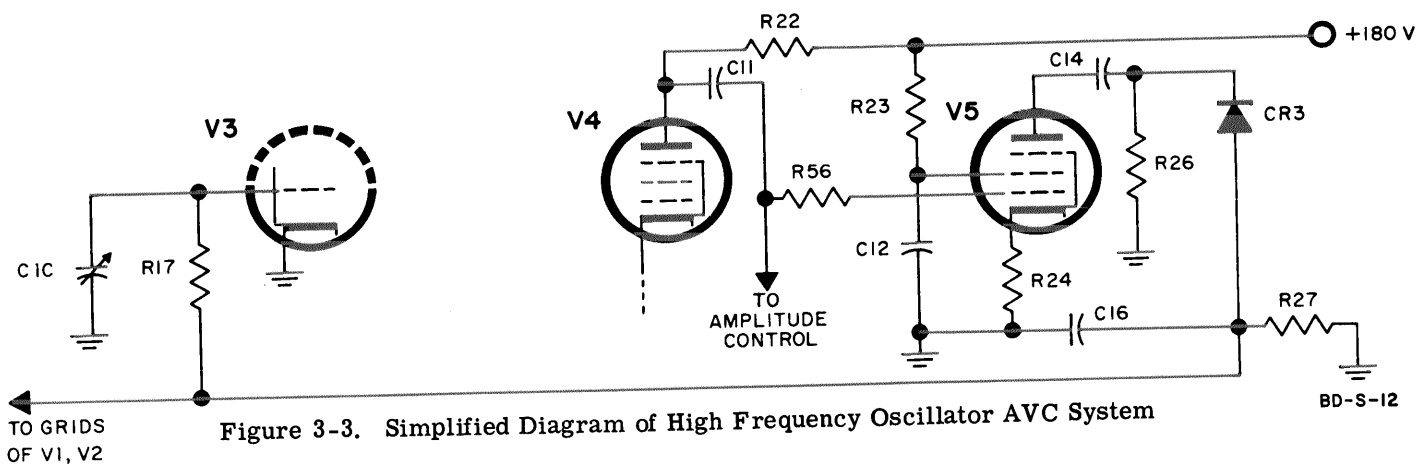 R22
+180 V
C11
C14
V3
V4
R23
V5
CR3
R56
R26
C1C
R17
C12
R24
TO
AMPLITUDE
CONTROL
C16
R27
TO GRIDS
OF V1, V2
BD-S-12
Figure 3-3. Simplified Diagram of High Frequency Oscillator AVC System